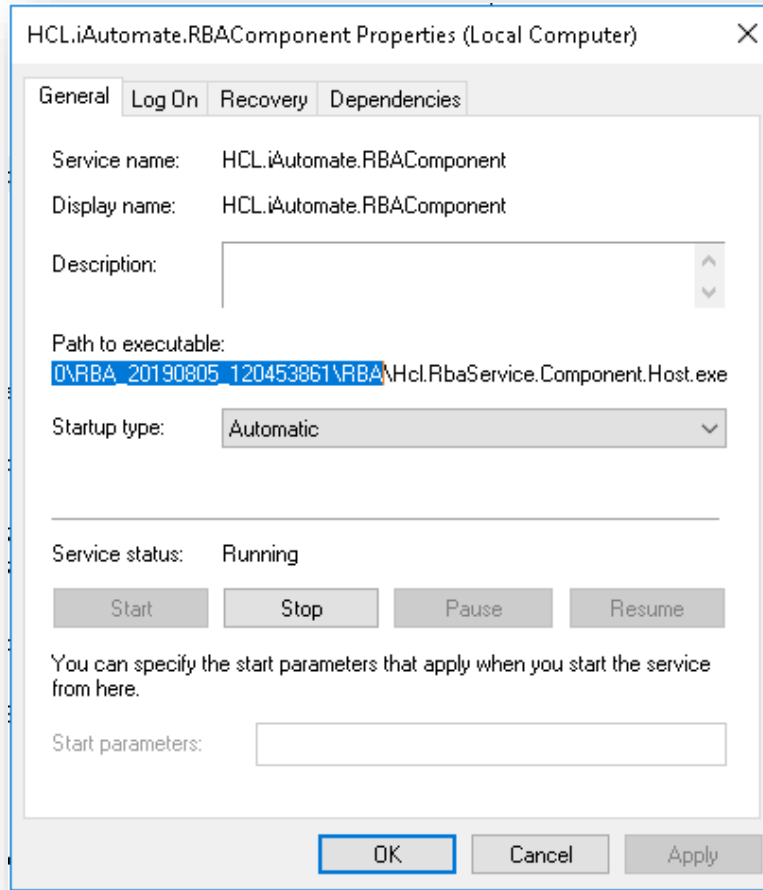 HCL.iAutomate.RBAComponent Properties (Local Computer)
General Log On Recovery Dependencies
Service name: HCL.iAutomate.RBAComponent
Display name: HCL.iAutomate.RBAComponent
Description:
Path to executable:
0\RBA_20190805_120453861\RBA\Hcl.RbaService.Component.Host.exe
Startup type: Automatic
Service status: Running
Start Stop Pause Resume
You can specify the start parameters that apply when you start the service
from here.
Start parameters:
OK Cancel Apply